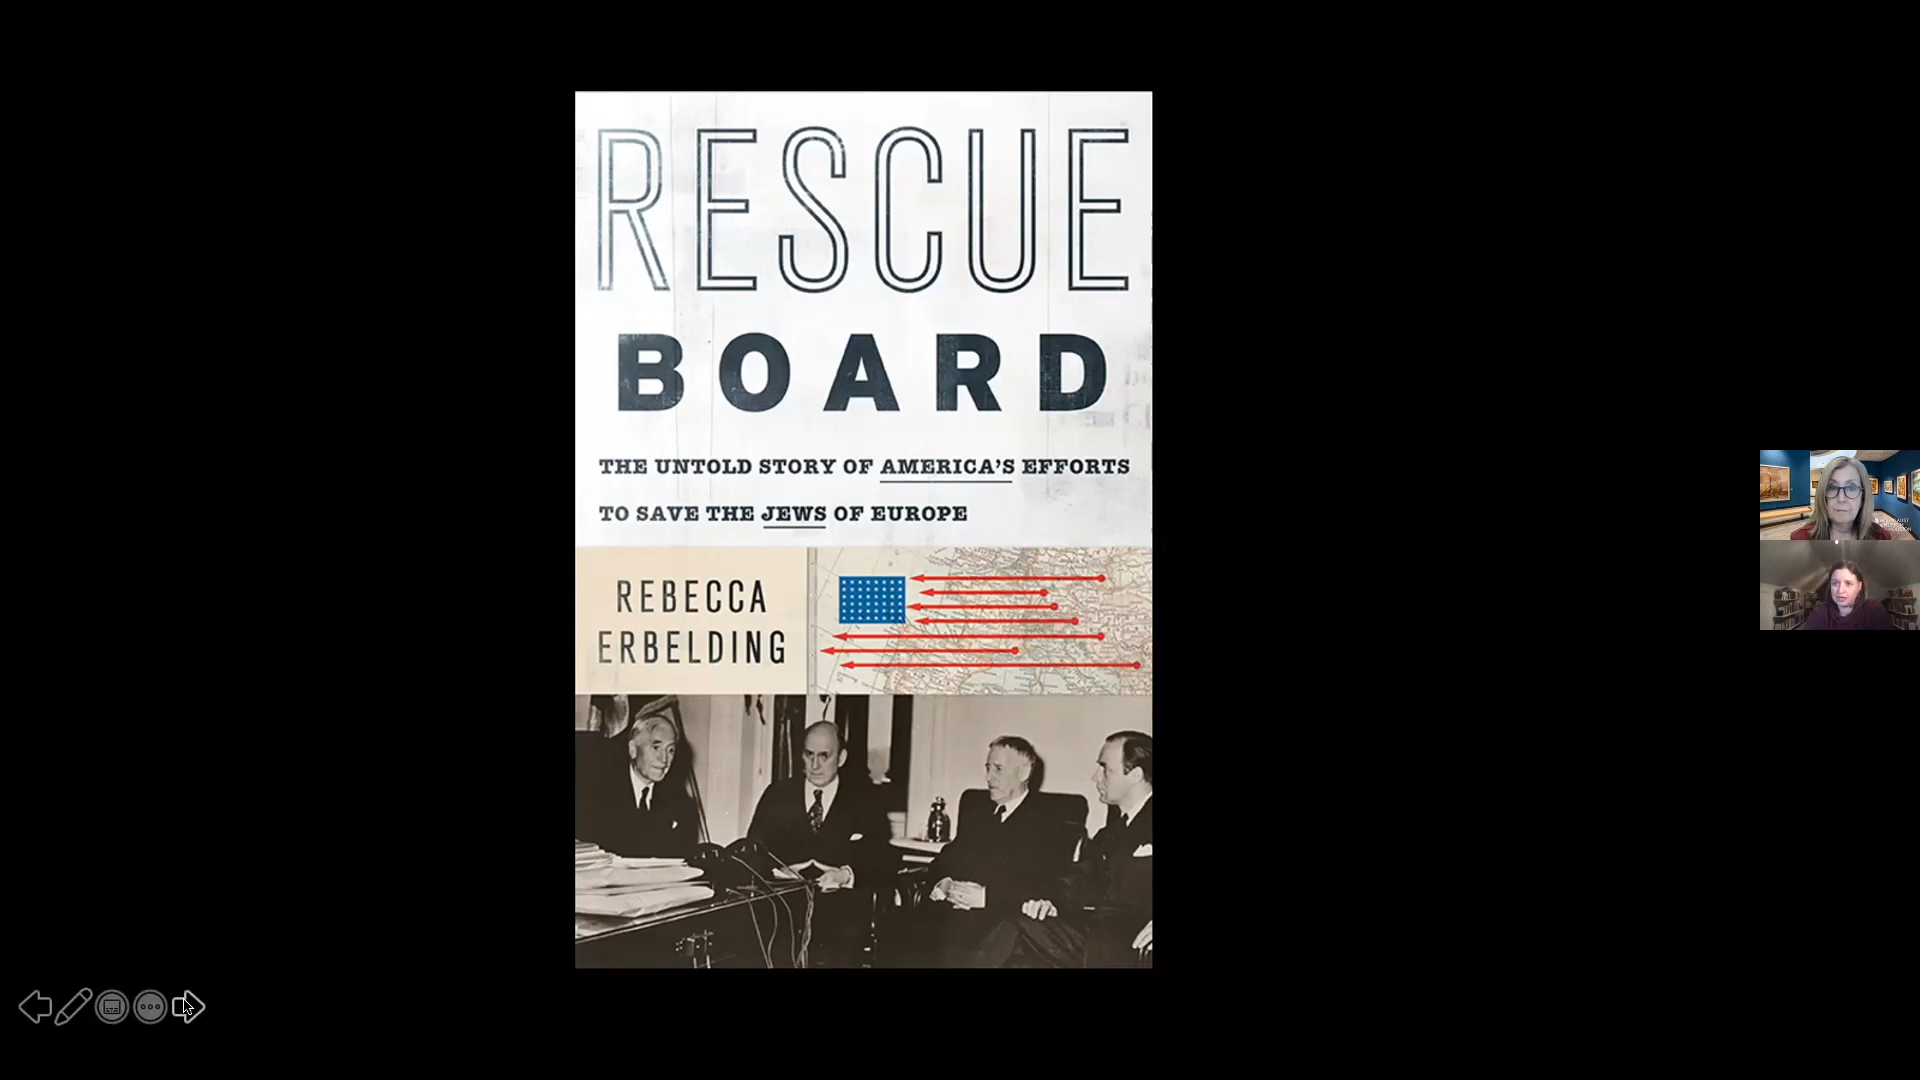 RESCUE
BOARD
THE UNTOLD STORY OF AMERICA'S EFFORTS
TO SAVE THE JEWS OF EUROPE
REBECCA
ERBELDING